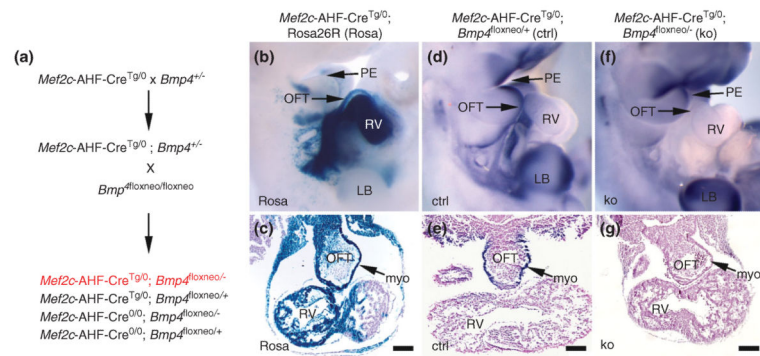 (a)
Mef2c-AHF-CreTg/0 x Bmp4+/-
Mef2c-AHF-CreTg/0 ; Bmp4+/-
X
Bmp4floxneo/floxneo
Mef2c-AHF-CreTg/0; Bmp4floxneo/-
Mef2c-AHF-CreTg/0; Bmp4floxneo/+
Mef2c-AHF-Cre0/0; Bmp4floxneo/-
Mef2c-AHF-Cre0/0; Bmp4floxneo/+
Mef2c-AHF-CreTg/0;
Rosa26R (Rosa)
(b)
PE
OFT
RV
LB
Rosa
(c)
OFT
myo
RV
Rosa
Mef2c-AHF-CreTg/0;
Bmp4floxneo/+ (ctrl)
(d)
PE
OFT
RV
LB
ctrl
(e)
OFT
myo
RV
ctrl
Mef2c-AHF-CreTg/0;
Bmp4floxneo/- (ko)
(f)
PE
OFT
RV
LB
ko
(g)
OFT
myo
RV
ko